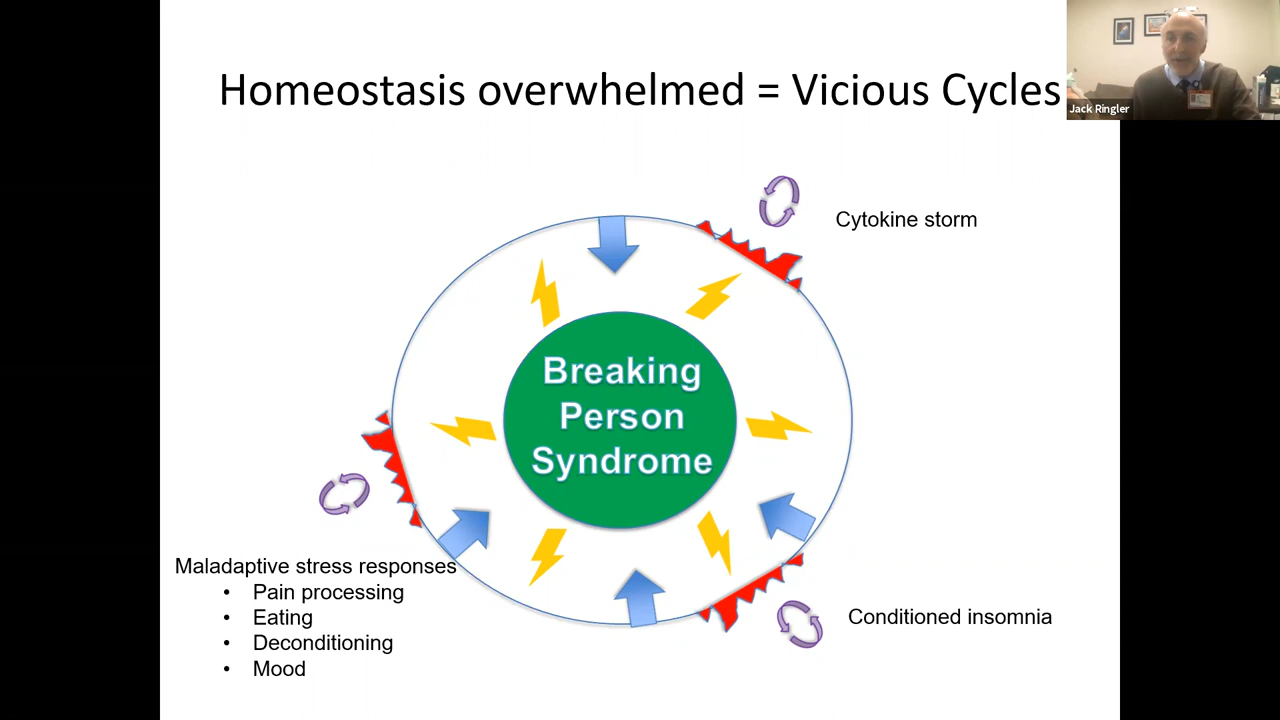 Homeostasis overwhelmed = Vicious Cycles
Jack Ringler
Cytokine storm
Breaking
Person
Syndrome
Maladaptive stress responses
• Pain processing
• Eating
• Deconditioning
• Mood
Conditioned insomnia